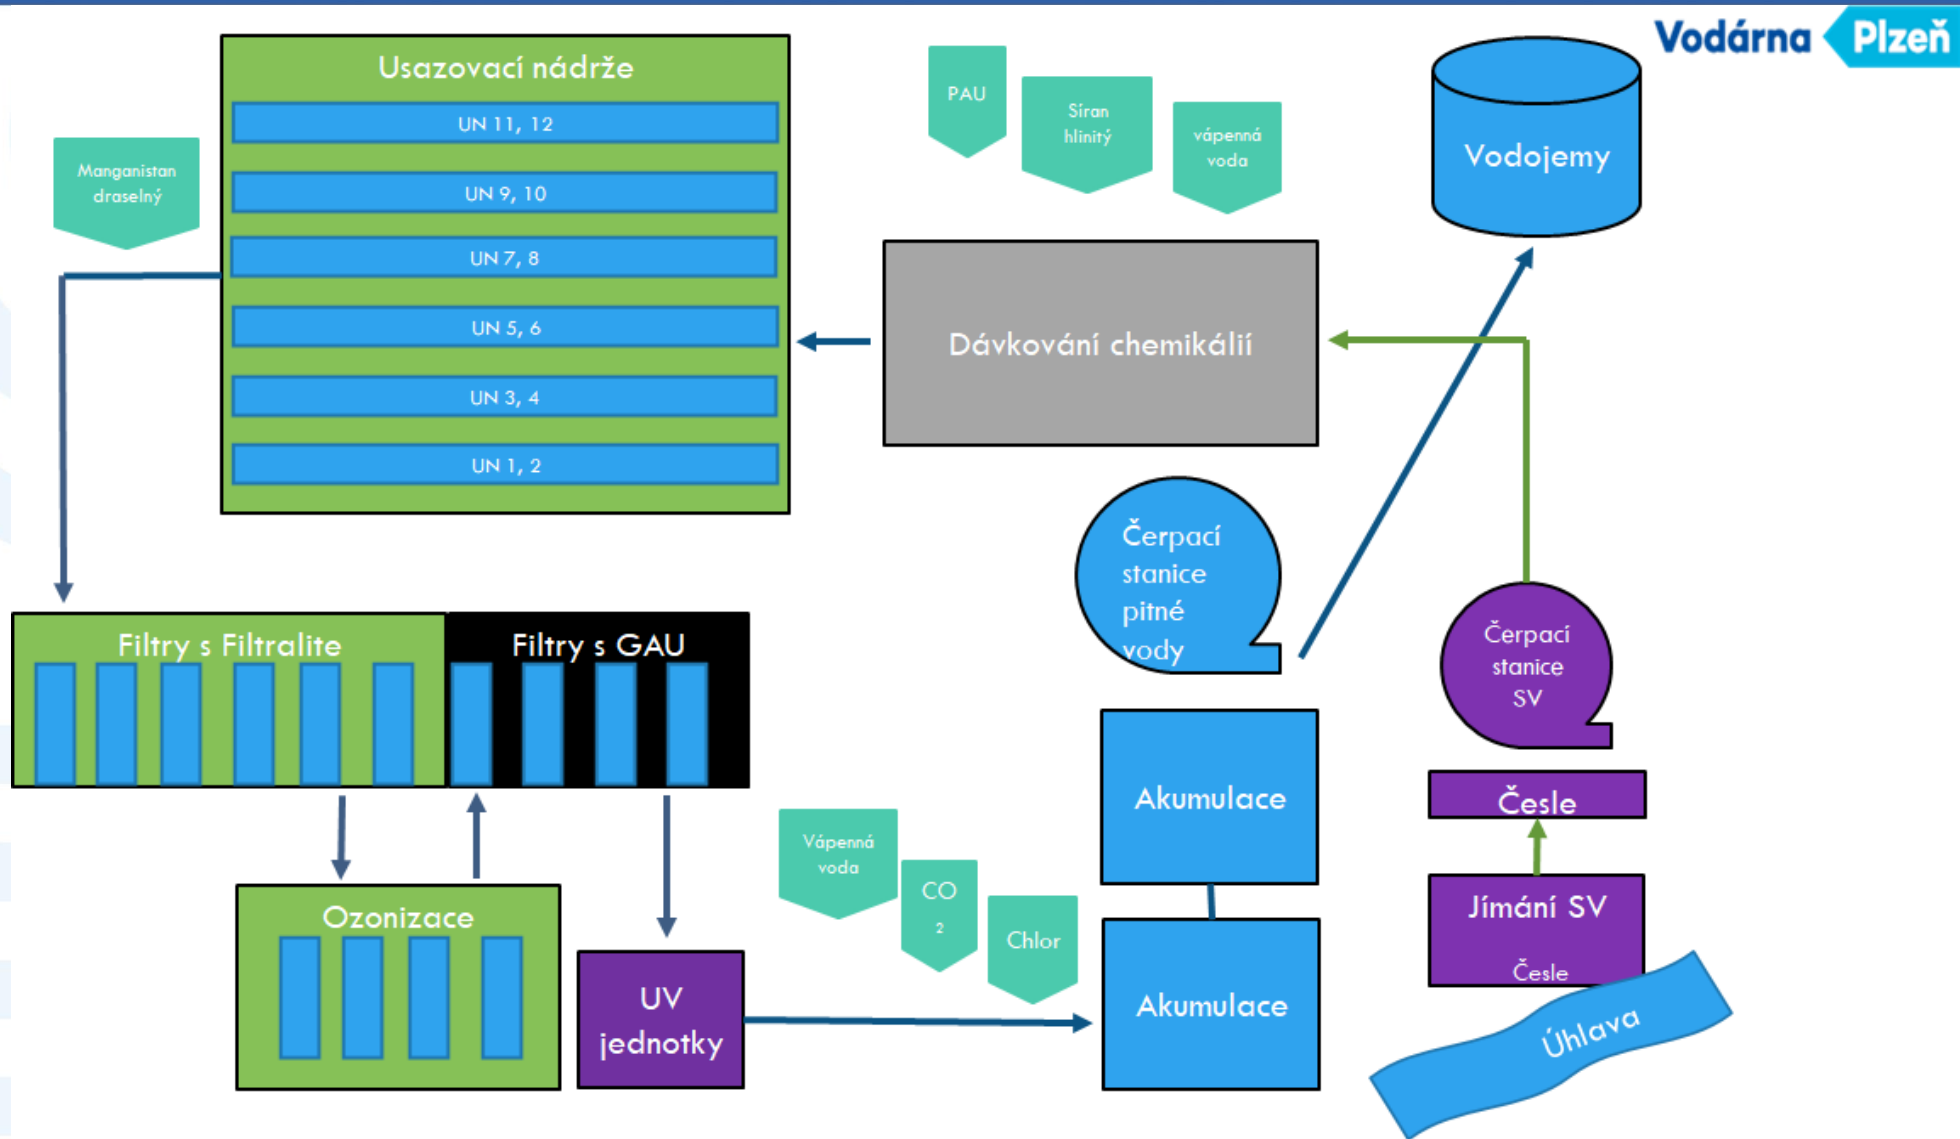 Vodárna Plzeň
Usazovací nádrže
UN 11, 12
UN 9, 10
UN 7, 8
UN 5, 6
UN 3, 4
UN 1, 2
Manganistan
draselný
PAU
Síran
hlinitý
vápenná
voda
Vodojemy
Dávkování chemikálií
Čerpací
stanice
pitné
vody
Čerpací
stanice
SV
Filtry s Filtralite
Filtry s GAU
Akumulace
Česle
Vápenná
voda
CO
2
Chlor
Jímání SV
Česle
Ozonizace
UV
jednotky
Akumulace
Úhlava